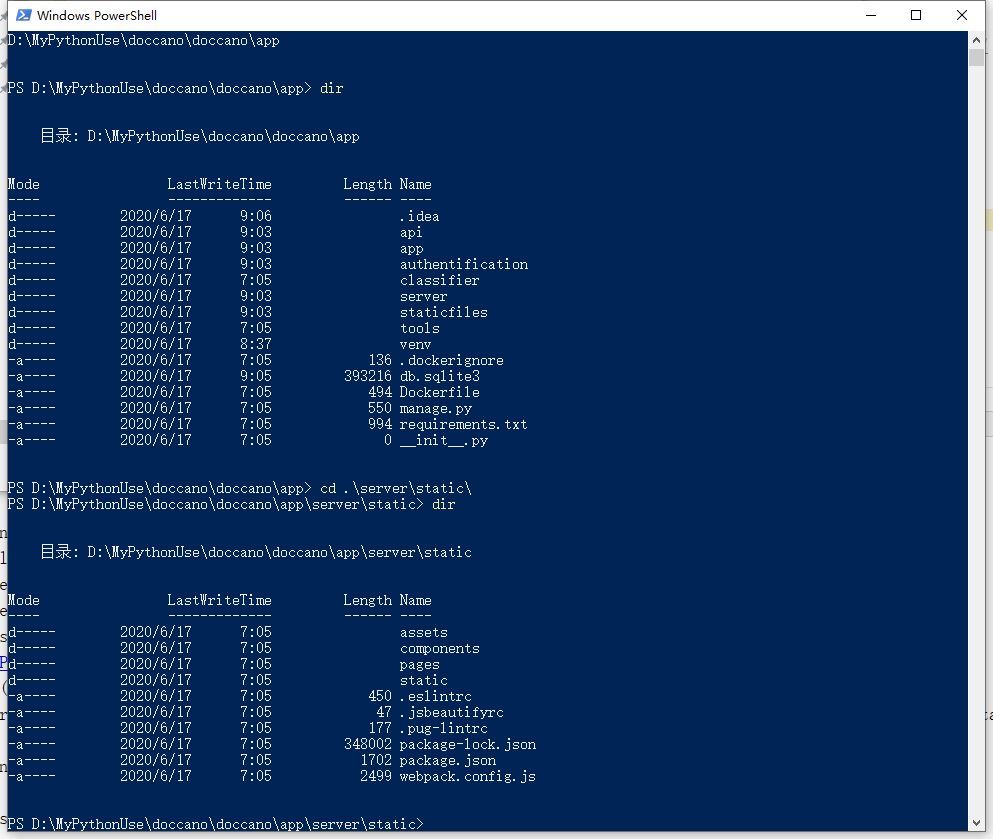 Windows PowerShell
D:\MyPythonUse\doccano\doccano\app
PS D:\MyPythonUse\doccano\doccano\app> dir
目录: D:\MyPythonUse\doccano\doccano\app
Mode LastWriteTime Length Name
---- ------------- ------ ----
d----- 2020/6/17 9:06 .idea
d----- 2020/6/17 9:03 api
d----- 2020/6/17 9:03 app
d----- 2020/6/17 9:03 authentification
d----- 2020/6/17 7:05 classifier
d----- 2020/6/17 9:03 server
d----- 2020/6/17 9:03 staticfiles
d----- 2020/6/17 7:05 tools
d----- 2020/6/17 8:37 venv
-a---- 2020/6/17 7:05 136 .dockerignore
-a---- 2020/6/17 9:05 393216 db.sqlite3
-a---- 2020/6/17 7:05 494 Dockerfile
-a---- 2020/6/17 7:05 550 manage.py
-a---- 2020/6/17 7:05 994 requirements.txt
-a---- 2020/6/17 7:05 0 __init__.py
PS D:\MyPythonUse\doccano\doccano\app> cd .\server\static\
PS D:\MyPythonUse\doccano\doccano\app\server\static> dir
目录: D:\MyPythonUse\doccano\doccano\app\server\static
Mode LastWriteTime Length Name
---- ------------- ------ ----
d----- 2020/6/17 7:05 assets
d----- 2020/6/17 7:05 components
d----- 2020/6/17 7:05 pages
d----- 2020/6/17 7:05 static
-a---- 2020/6/17 7:05 450 .eslintrc
-a---- 2020/6/17 7:05 47 .jsbeautifyrc
-a---- 2020/6/17 7:05 177 .pug-lintrc
-a---- 2020/6/17 7:05 348002 package-lock.json
-a---- 2020/6/17 7:05 1702 package.json
-a---- 2020/6/17 7:05 2499 webpack.config.js
PS D:\MyPythonUse\doccano\doccano\app\server\static>